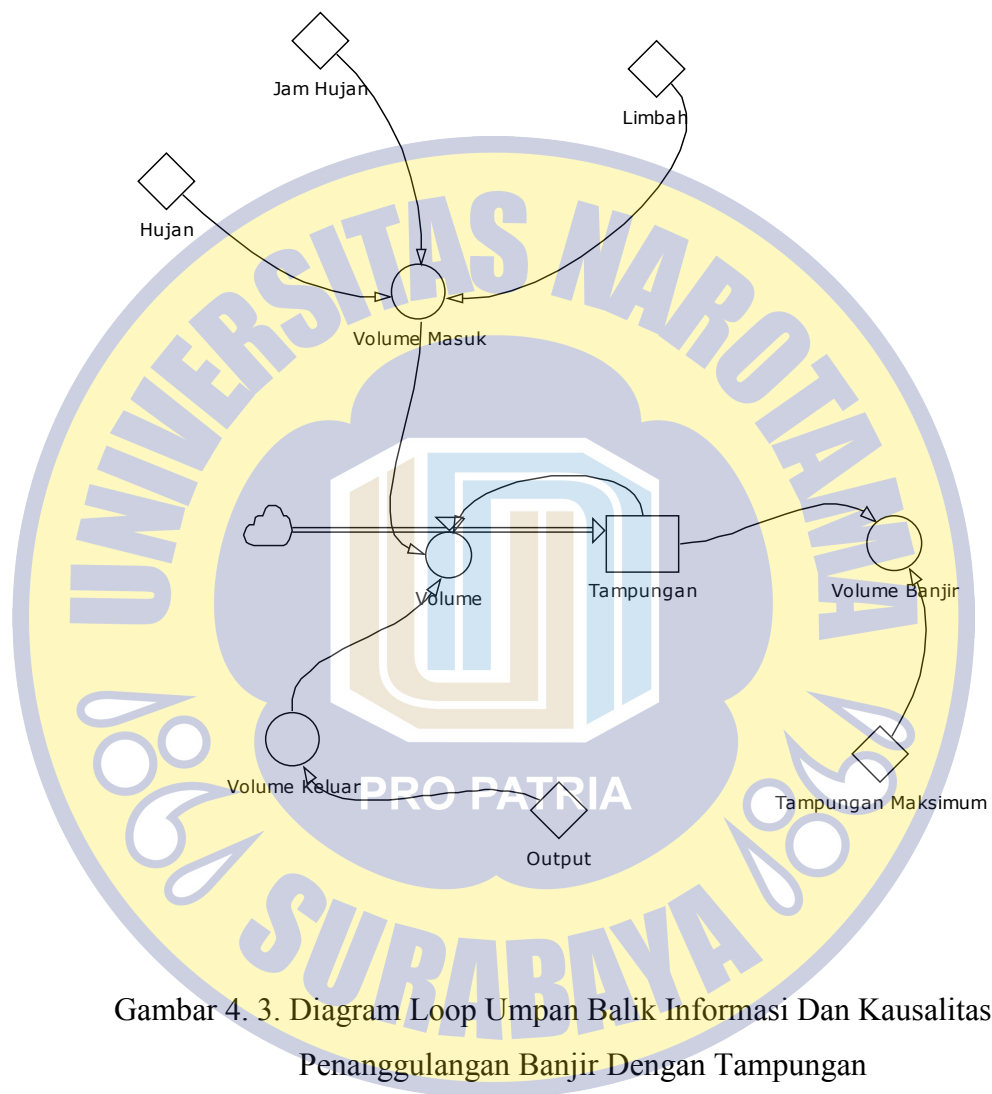 Jam Hujan
Limbah
Hujan
UNIVERSITAS NAROTAMA
Volume Masuk
Volume
Tampungan
Volume Banjir
Volume Keluar
PRO PATRIA
Tampungan Maksimum
Output
SURABAYA
Gambar 4. 3. Diagram Loop Umpan Balik Informasi Dan Kausalitas
Penanggulangan Banjir Dengan Tampungan